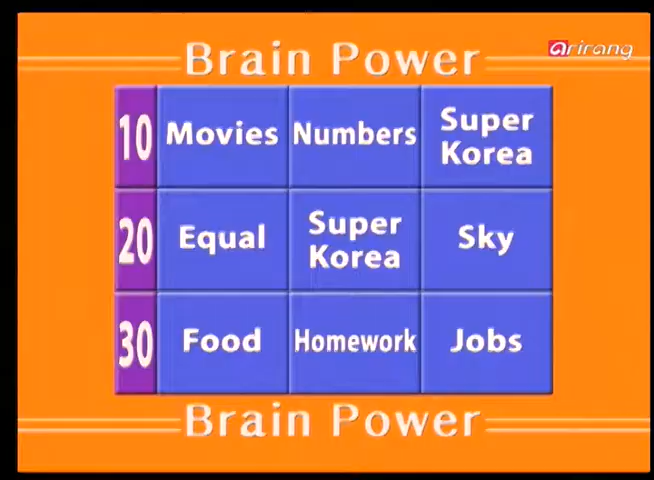 Brain Power
arirang
10 Movies Numbers Super Korea
20 Equal Super Korea Sky
30 Food Homework Jobs
Brain Power